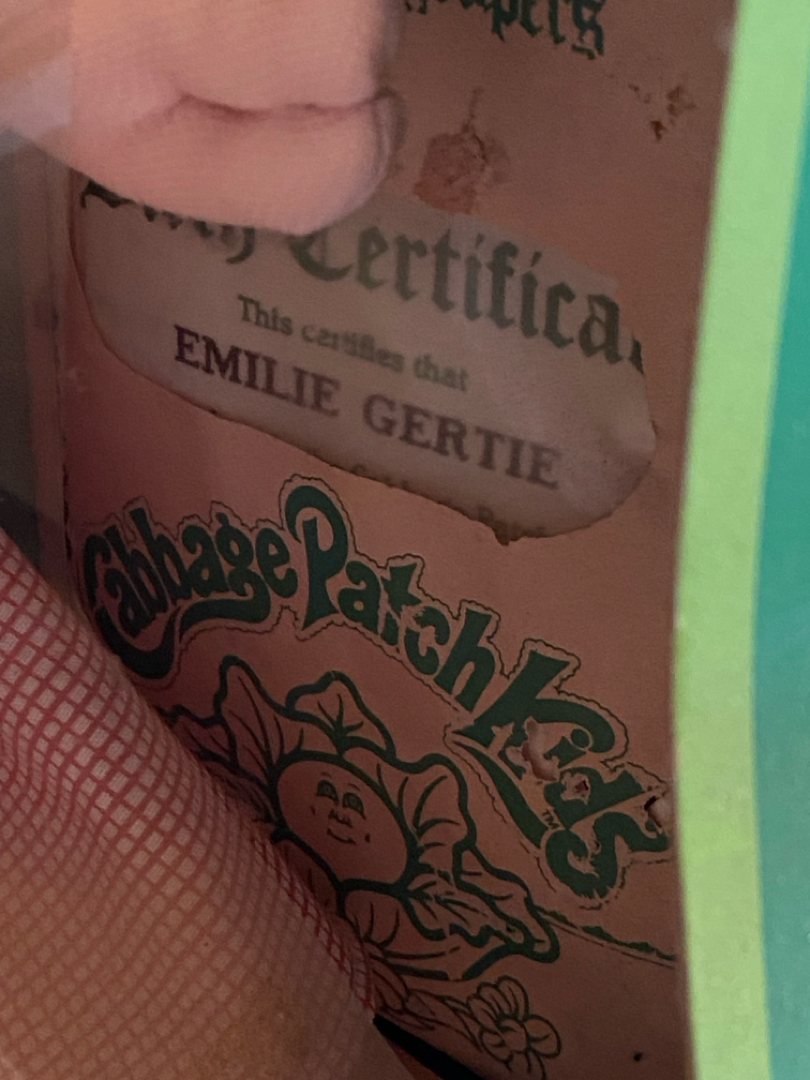 Certifica
This certifies that
EMILIE GERTIE
Cabbage Patch Kids